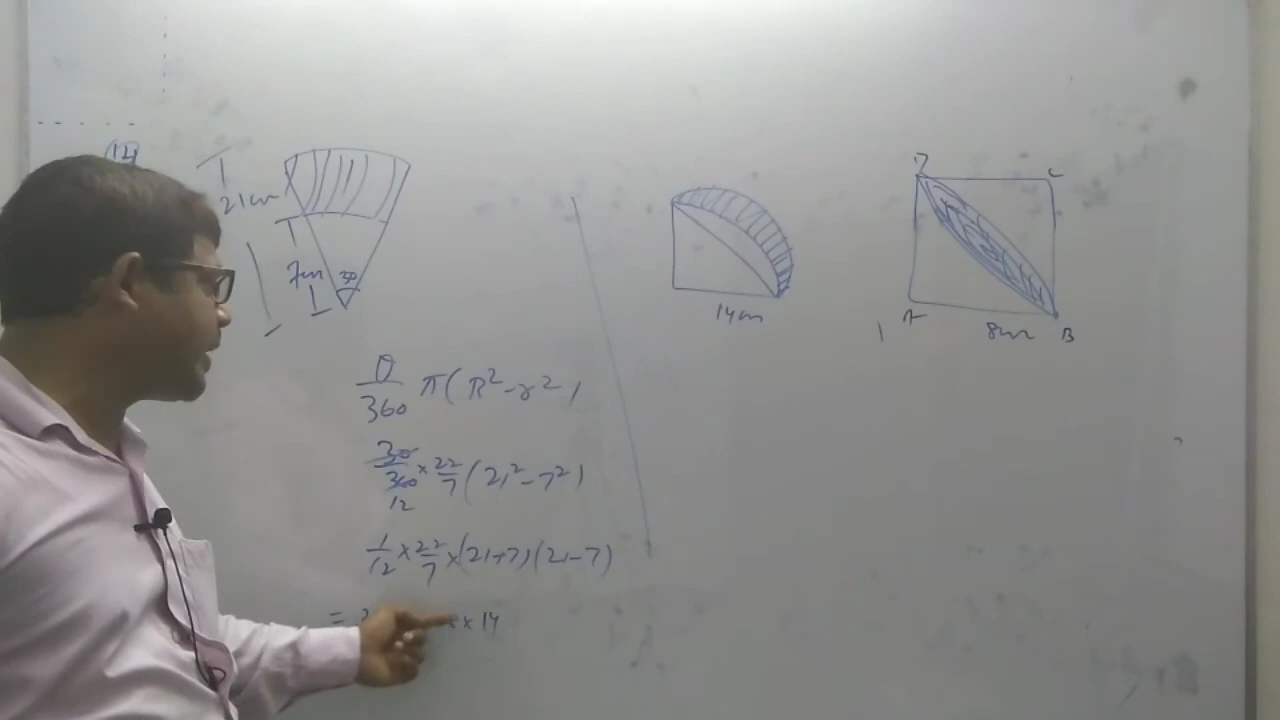 12
21cm
7cm
30
θ/360 π(R²-r²)
30/360 × 22/7 (21²-7²)
12
1/12 × 22/7 × (21+7)(21-7)
= × 14
14cm
D C
A 8cm B